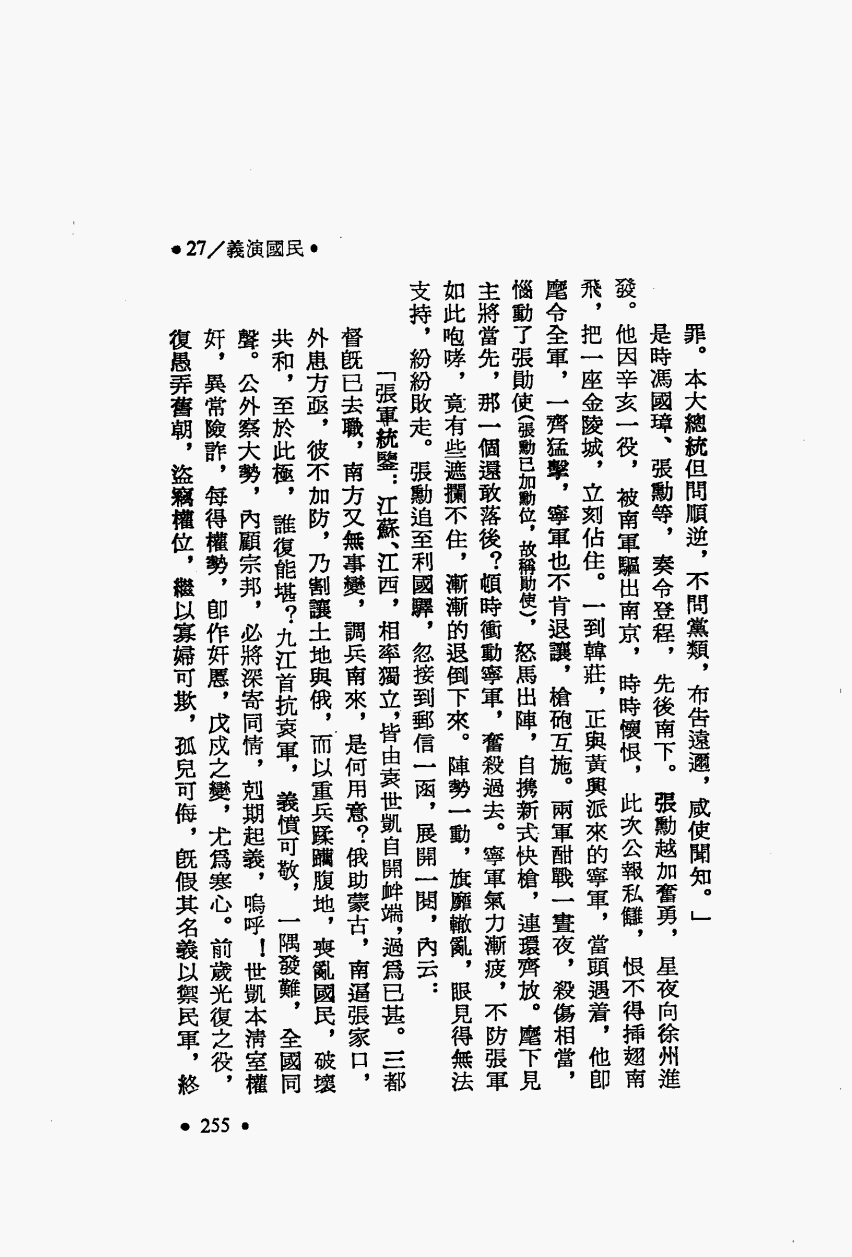 •27／義演國民•
罪。本大總統但問順逆，不問黨類，布告遠邇，咸使聞知。」
是時馮國璋、張勳等，奏令登程，先後南下。張勳越加奮勇，星夜向徐州進
發。他因辛亥一役，被南軍驅出南京，時時懷恨，此次公報私讎，恨不得揷翅南
飛，把一座金陵城，立刻佔住。一到韓莊，正與黃興派來的寧軍，當頭遇着，他卽
麾令全軍，一齊猛擊，寧軍也不肯退讓，槍砲互施。兩軍酣戰一晝夜，殺傷相當，
惱動了張勛使（張勳已加勳位，故稱勛使），怒馬出陣，自携新式快槍，連環齊放。麾下見
主將當先，那一個還敢落後？頓時衝動寧軍，奮殺過去。寧軍氣力漸疲，不防張軍
如此咆哮，竟有些遮攔不住，漸漸的退倒下來。陣勢一動，旗靡轍亂，眼見得無法
支持，紛紛敗走。張勳追至利國驛，忽接到郵信一函，展開一閱，內云：
「張軍統鑒：江蘇、江西，相率獨立，皆由袁世凱自開衅端，過爲已甚。三都
督旣已去職，南方又無事變，調兵南來，是何用意？俄助蒙古，南逼張家口，
外患方亟，彼不加防，乃割讓土地與俄，而以重兵蹂躪腹地，喪亂國民，破壞
共和，至於此極，誰復能堪？九江首抗袁軍，義憤可敬，一隅發難，全國同
聲。公外察大勢，內顧宗邦，必將深寄同情，剋期起義，嗚呼！世凱本淸室權
奸，異常險詐，每得權勢，卽作奸慝，戊戌之變，尤爲寒心。前歲光復之役，
復愚弄舊朝，盜竊權位，繼以寡婦可欺，孤兒可侮，旣假其名義以禦民軍，終
•255•